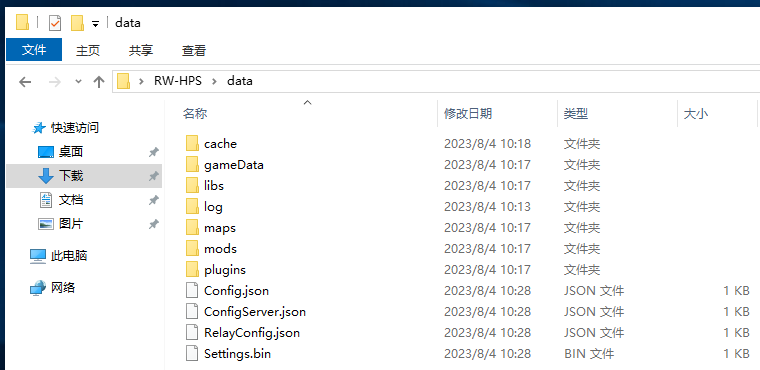 data
文件 主页 共享 查看
RW-HPS data
名称 修改日期 类型 大小
快速访问
桌面
下载
文档
图片
此电脑
网络
cache 2023/8/4 10:18 文件夹
gameData 2023/8/4 10:17 文件夹
libs 2023/8/4 10:17 文件夹
log 2023/8/4 10:13 文件夹
maps 2023/8/4 10:17 文件夹
mods 2023/8/4 10:17 文件夹
plugins 2023/8/4 10:17 文件夹
Config.json 2023/8/4 10:28 JSON 文件 1 KB
ConfigServer.json 2023/8/4 10:28 JSON 文件 1 KB
RelayConfig.json 2023/8/4 10:28 JSON 文件 1 KB
Settings.bin 2023/8/4 10:28 BIN 文件 1 KB